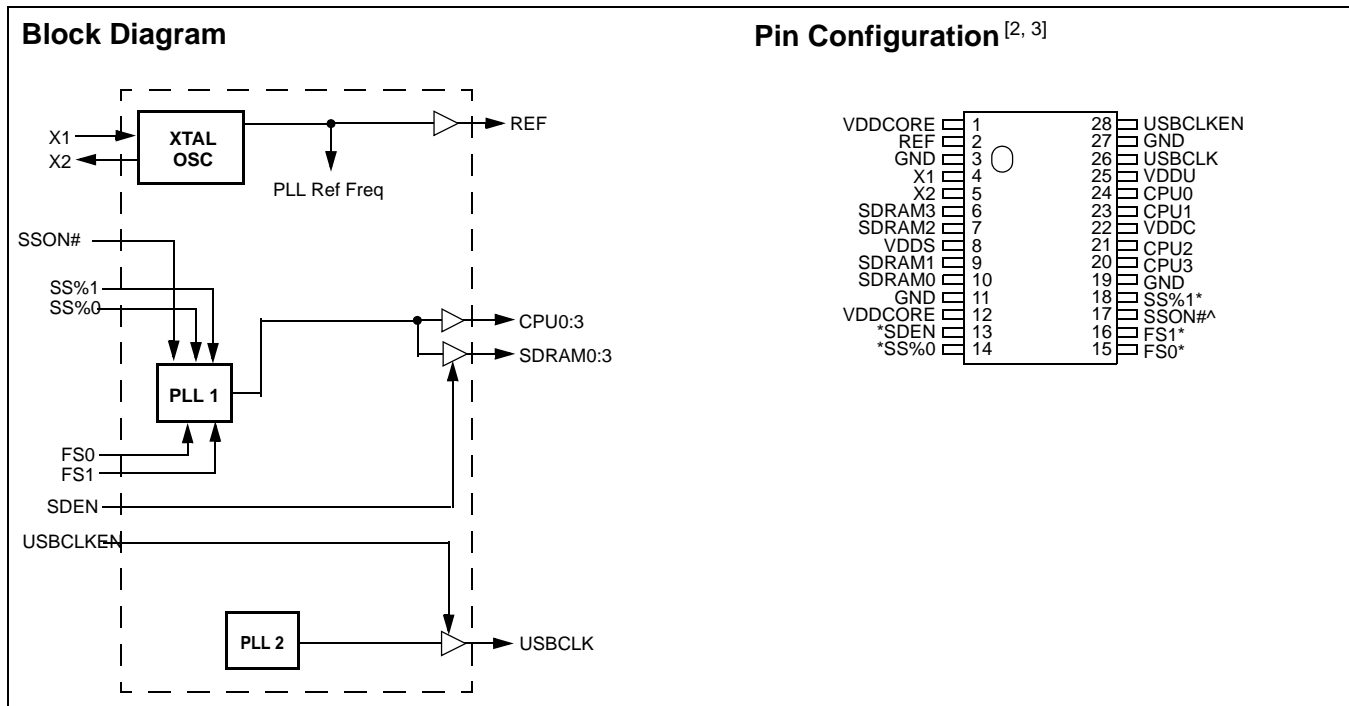 Block Diagram
X1
X2
XTAL
OSC
REF
PLL Ref Freq
SSON#
SS%1
SS%0
CPU0:3
SDRAM0:3
PLL 1
FS0
FS1
SDEN
USBCLKEN
PLL 2
USBCLK
Pin Configuration [2, 3]
VDDCORE 1 28 USBCLKEN
REF 2 27 GND
GND 3 26 USBCLK
X1 4 25 VDDU
X2 5 24 CPU0
SDRAM3 6 23 CPU1
SDRAM2 7 22 VDDC
VDDS 8 21 CPU2
SDRAM1 9 20 CPU3
SDRAM0 10 19 GND
GND 11 18 SS%1*
VDDCORE 12 17 SSON#^
*SDEN 13 16 FS1*
*SS%0 14 15 FS0*